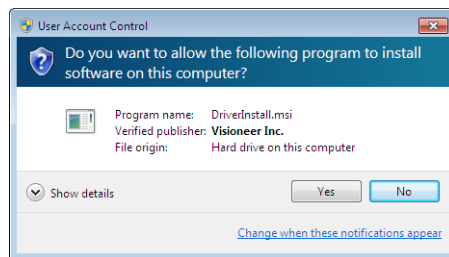 User Account Control
Do you want to allow the following program to install
software on this computer?
Program name: DriverInstall.msi
Verified publisher: Visioneer Inc.
File origin: Hard drive on this computer
Show details
Yes No
Change when these notifications appear